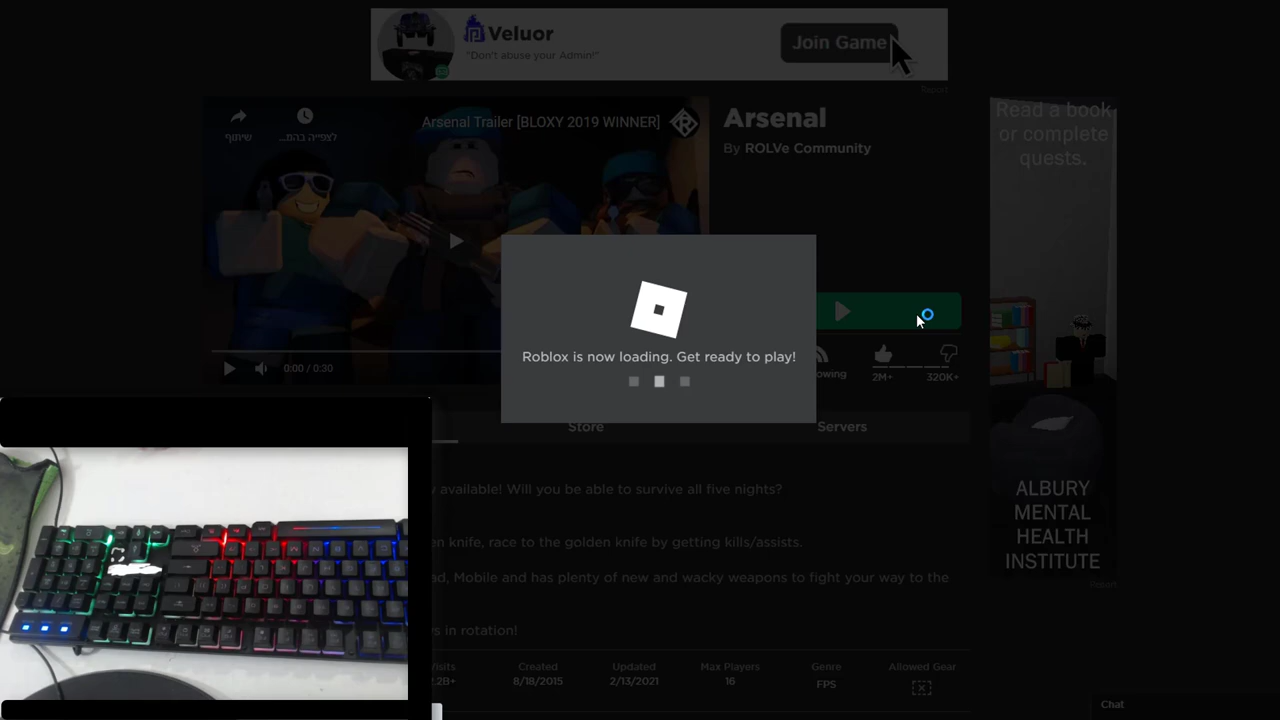 Veluor
"Don't abuse your Admin!"
Join Game
Report
Arsenal Trailer [BLOXY 2019 WINNER]
שיתוף
לצפייה בהמ...
Arsenal
By ROLVe Community
Read a book
or complete
quests.
Roblox is now loading. Get ready to play!
0:00 / 0:30
owing
2M+
320K+
Store
Servers
available! Will you be able to survive all five nights?
en knife, race to the golden knife by getting kills/assists.
ad, Mobile and has plenty of new and wacky weapons to fight your way to the
s in rotation!
ALBURY
MENTAL
HEALTH
INSTITUTE
Report
isits
Created
Updated
Max Players
Genre
Allowed Gear
.2B+
8/18/2015
2/13/2021
16
FPS
Chat